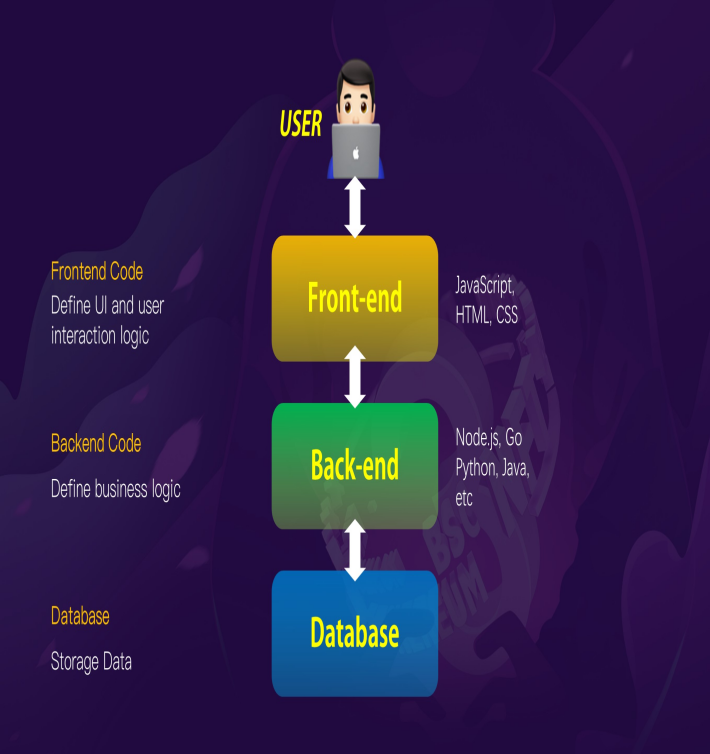 USER
Frontend Code
Define UI and user
interaction logic
Front-end
JavaScript,
HTML, CSS
Backend Code
Define business logic
Back-end
Node.js, Go
Python, Java,
etc
BSC
Database
Storage Data
Database